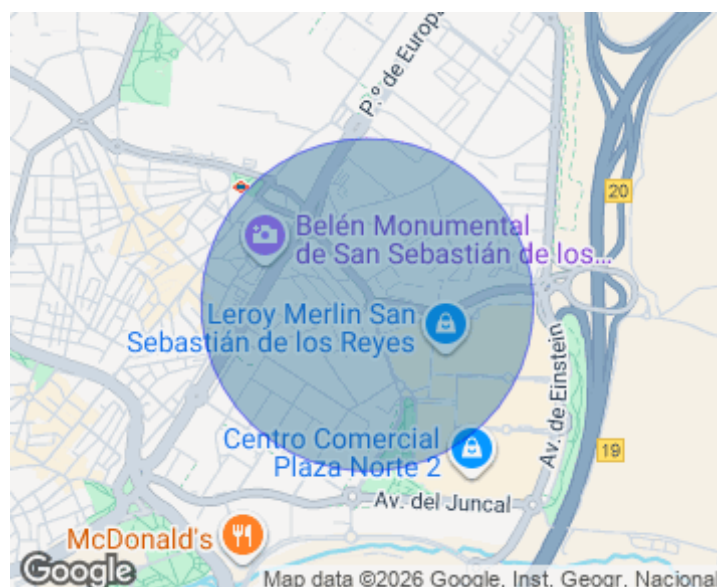 P.º de Europa
20
Belén Monumental
de San Sebastián de los...
Leroy Merlin San
Sebastián de los Reyes
Av. de Einstein
Centro Comercial
Plaza Norte 2
19
Av. del Juncal
McDonald's
Google
Map data ©2026 Google, Inst. Geogr. Nacional